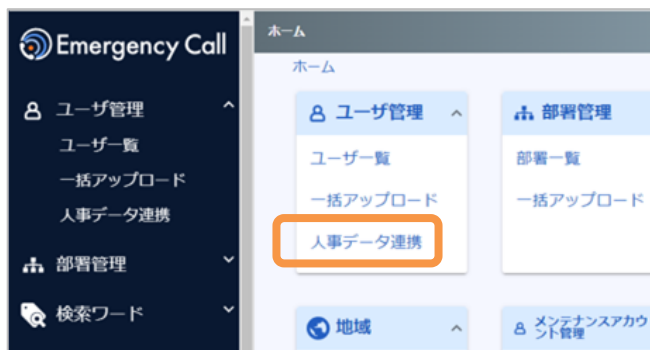 Emergency Call
ユーザ管理
ユーザ一覧
一括アップロード
人事データ連携
部署管理
検索ワード
ホーム
ホーム
ユーザ管理
ユーザ一覧
一括アップロード
人事データ連携
部署管理
部署一覧
一括アップロード
地域
メンテナンスアカウ
ント管理